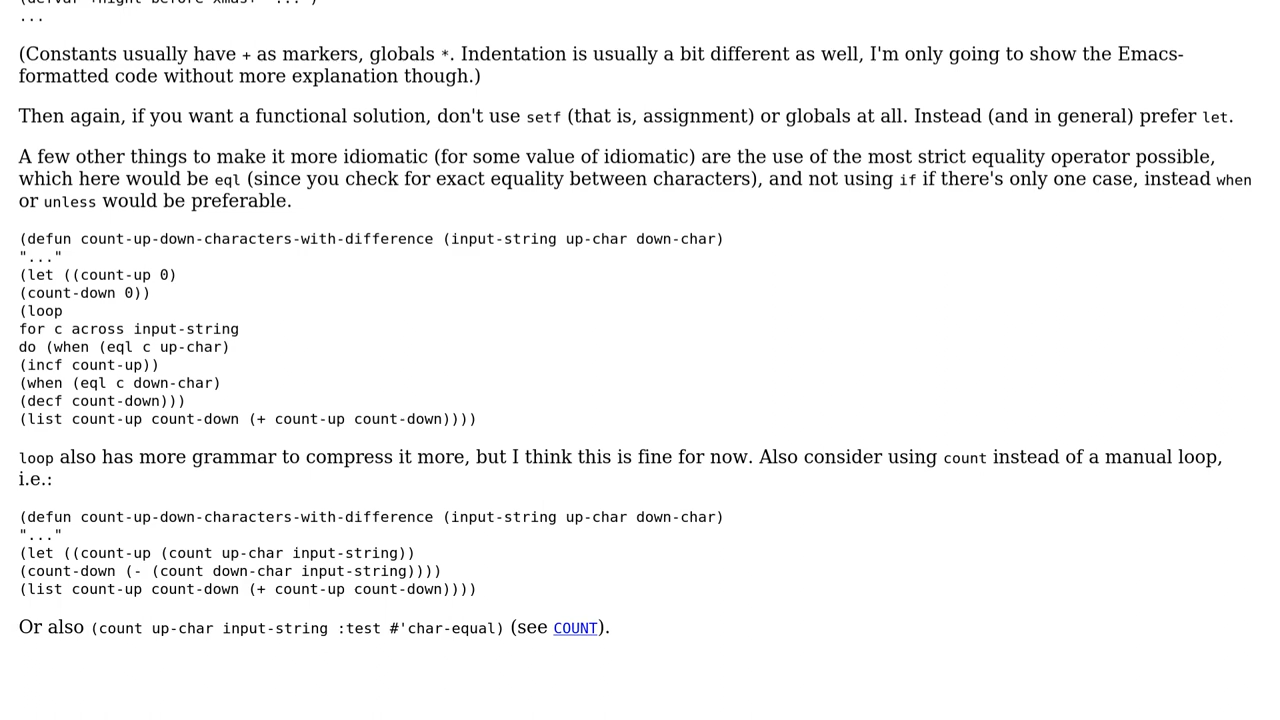 ...
(Constants usually have + as markers, globals *. Indentation is usually a bit different as well, I'm only going to show the Emacs-
formatted code without more explanation though.)
Then again, if you want a functional solution, don't use setf (that is, assignment) or globals at all. Instead (and in general) prefer let.
A few other things to make it more idiomatic (for some value of idiomatic) are the use of the most strict equality operator possible,
which here would be eql (since you check for exact equality between characters), and not using if if there's only one case, instead when
or unless would be preferable.
(defun count-up-down-characters-with-difference (input-string up-char down-char)
"..."
(let ((count-up 0)
(count-down 0))
(loop
for c across input-string
do (when (eql c up-char)
(incf count-up))
(when (eql c down-char)
(decf count-down)))
(list count-up count-down (+ count-up count-down))))
loop also has more grammar to compress it more, but I think this is fine for now. Also consider using count instead of a manual loop,
i.e.:
(defun count-up-down-characters-with-difference (input-string up-char down-char)
"..."
(let ((count-up (count up-char input-string))
(count-down (- (count down-char input-string))))
(list count-up count-down (+ count-up count-down))))
Or also (count up-char input-string :test #'char-equal) (see COUNT).